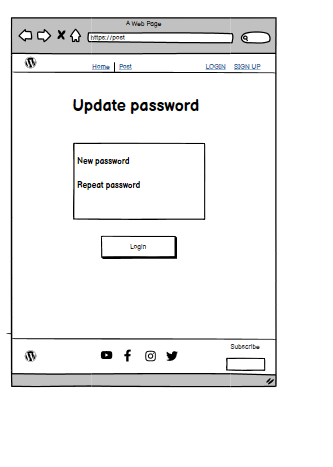 A Web Page
https://post
Home | Post LOGIN SIGN UP
Update password
New password
Repeat password
Login
Subscribe